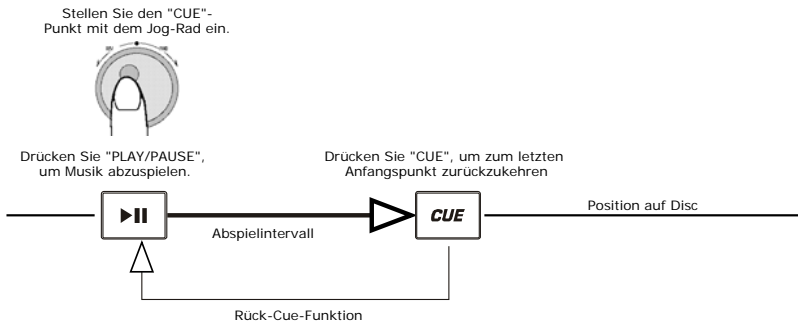 Stellen Sie den "CUE"-
Punkt mit dem Jog-Rad ein.
Drücken Sie "PLAY/PAUSE",
um Musik abzuspielen.
Drücken Sie "CUE", um zum letzten
Anfangspunkt zurückzukehren
CUE
Position auf Disc
Abspielintervall
Rück-Cue-Funktion